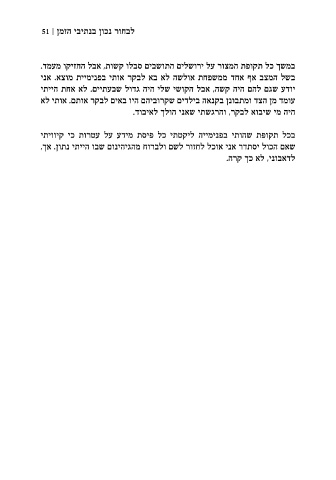 לבחור נכון בנתיבי הזמן | 51
במשך כל תקופת המצור על ירושלים התושבים סבלו קשות, אבל החזיקו מעמד.
בשל המצב אף אחד ממשפחת אולשה לא בא לבקר אותי בפנימיית מוצא. אני
יודע שגם להם היה קשה, אבל הקושי שלי היה גדול שבעתיים. לא אחת הייתי
עומד מן הצד ומתבונן בקנאה בילדים שקרוביהם היו באים לבקר אותם. אותי לא
היה מי שיבוא לבקר, והרגשתי שאני הולך לאיבוד.
בכל תקופת שהותי בפנימייה ליקטתי כל פיסת מידע על עטרות כי קיוויתי
שאם הכול יסתדר אני אוכל לחזור לשם ולברוח מהגיהינום שבו הייתי נתון. אך,
לדאבוני, לא כך קרה.